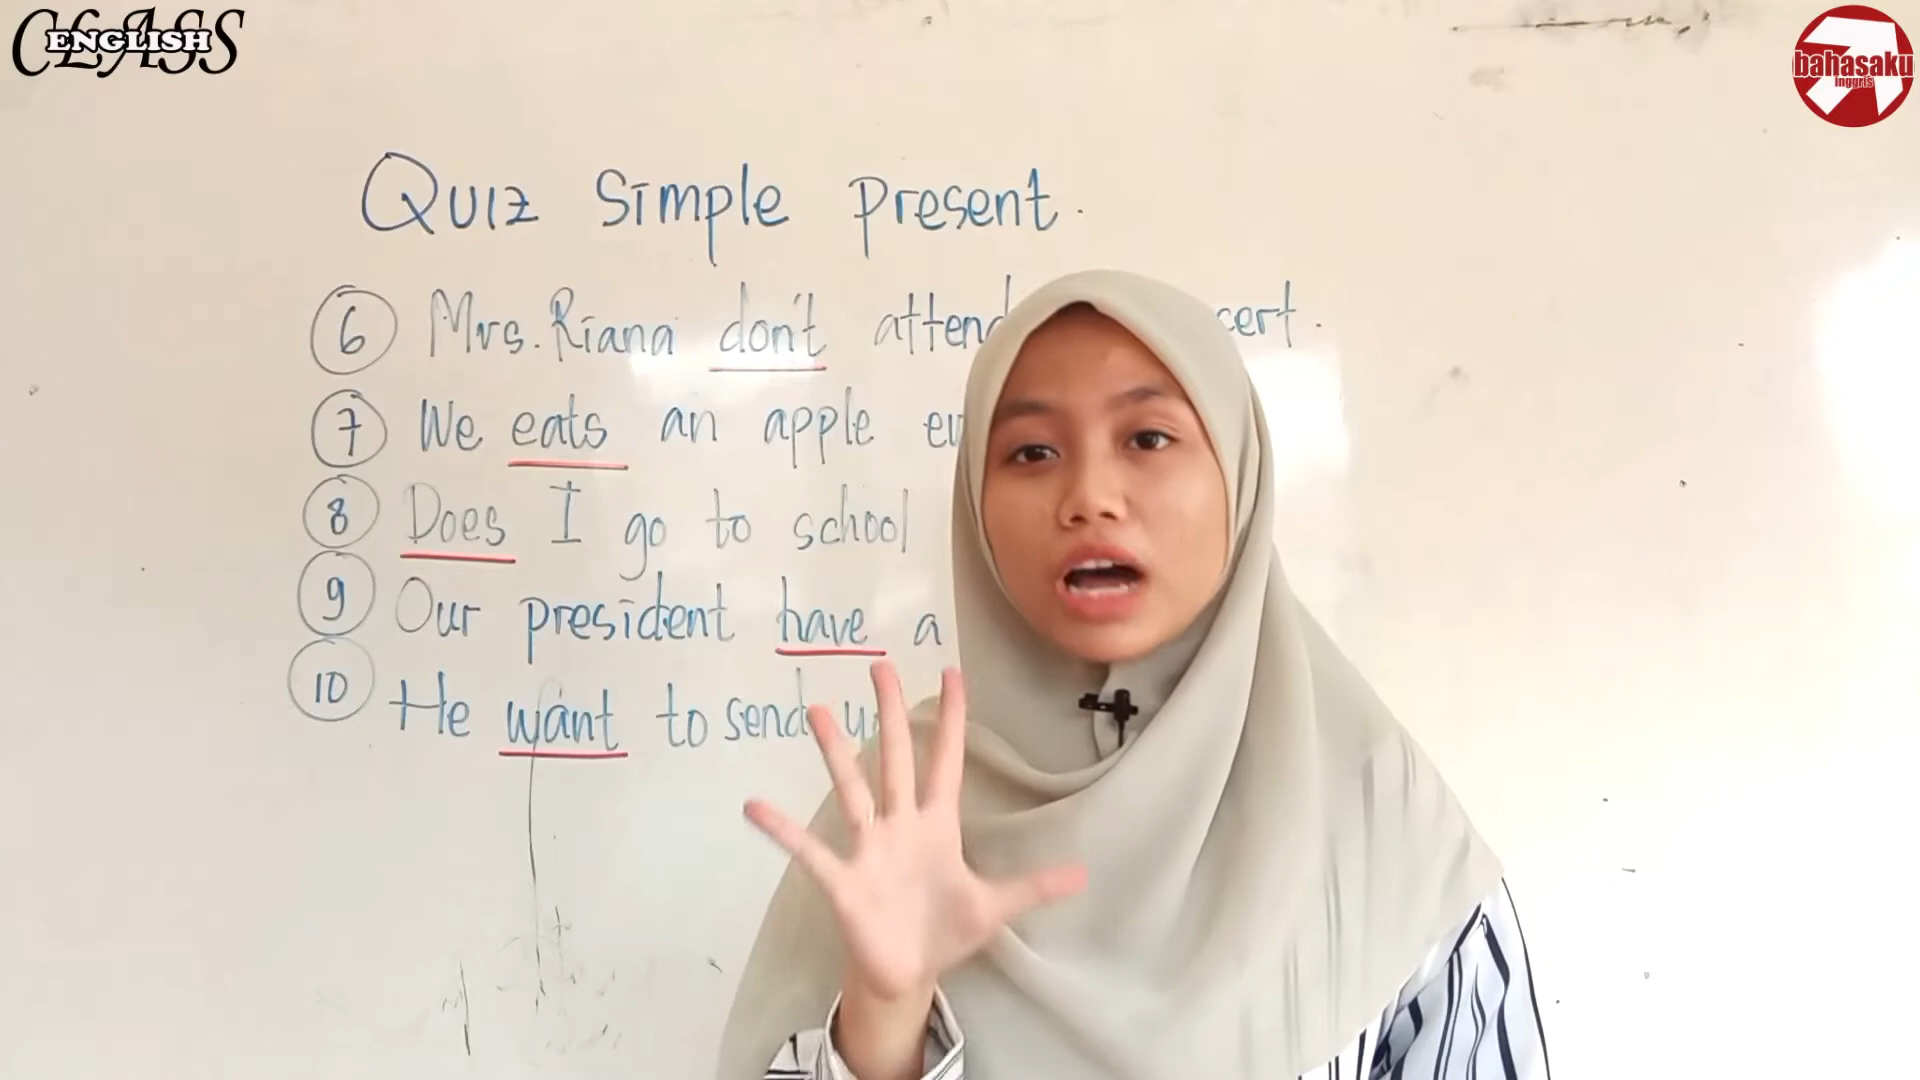 CLASS
ENGLISH
bahasaku
inggris
Quiz Simple Present.
6 Mrs. Riana don't attend cert.
7 We eats an apple
8 Does I go to school
9 Our president have a
10 He want to send